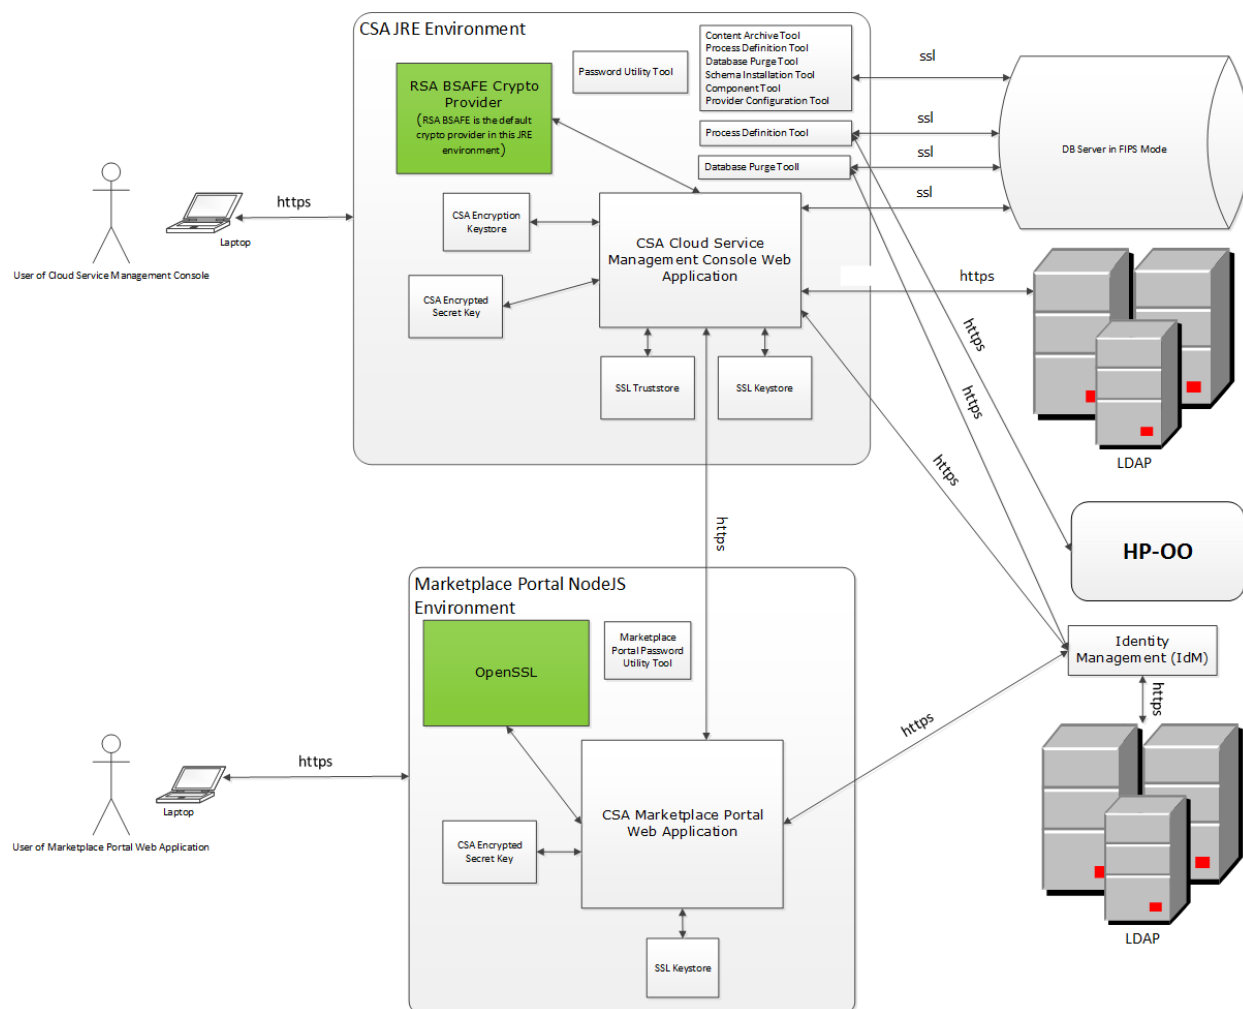 CSA JRE Environment
Content Archive Tool
Process Definition Tool
Database Purge Tool
Schema Installation Tool
Component Tool
Provider Configuration Tool
Password Utility Tool
RSA BSAFE Crypto
Provider
(RSA BSAFE is the default
crypto provider in this JRE
environment)
ssl
Process Definition Tool
ssl
DB Server in FIPS Mode
Database Purge Tooll
ssl
ssl
https
Laptop
User of Cloud Service Management Console
CSA Encryption
Keystore
CSA Cloud Service
Management Console Web
Application
CSA Encrypted
Secret Key
https
SSL Truststore
SSL Keystore
https
https
https
LDAP
https
HP-OO
Marketplace Portal NodeJS
Environment
OpenSSL
Marketplace
Portal Password
Utility Tool
Identity
Management (IdM)
https
https
https
Laptop
User of Marketplace Portal Web Application
CSA Marketplace Portal
Web Application
CSA Encrypted
Secret Key
SSL Keystore
LDAP